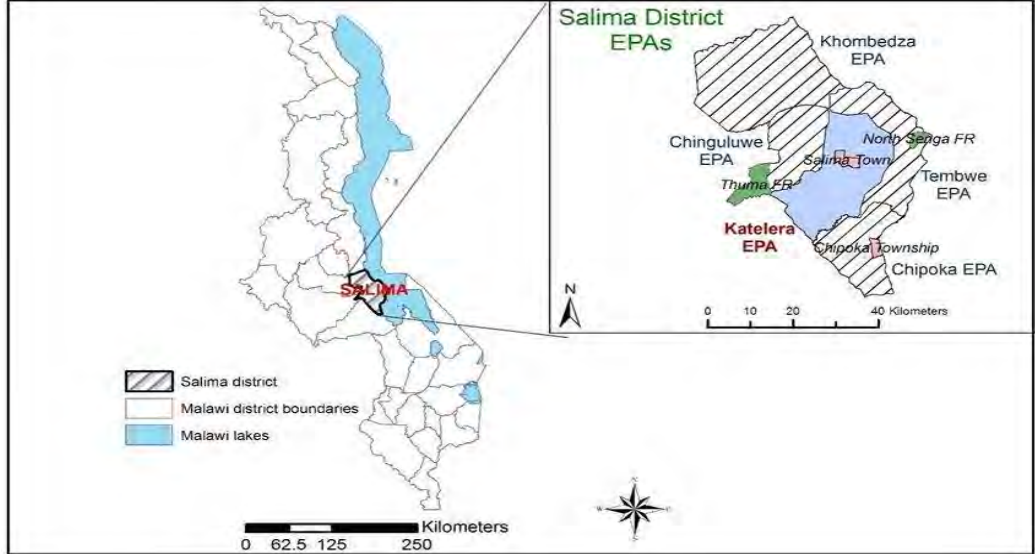 Salima District
EPAs
Khombedza
EPA
North Senga FR
Chinguluwe
EPA
Salima Town
Tembwe
EPA
Thuma FR
Katelera
EPA
Chipoka Township
Chipoka EPA
N
0 10 20 40 Kilometers
SALIMA
Salima district
Malawi district boundaries
Malawi lakes
Kilometers
0 62.5 125 250